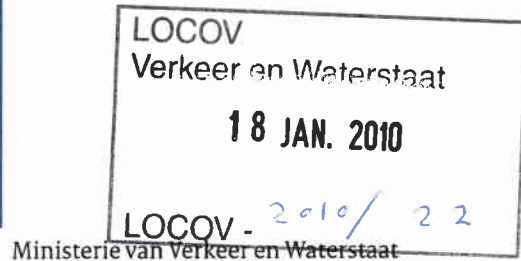 LOCOV
Verkeer en Waterstaat
18 JAN. 2010
LOCOV - 2010/22
Ministerie van Verkeer en Waterstaat